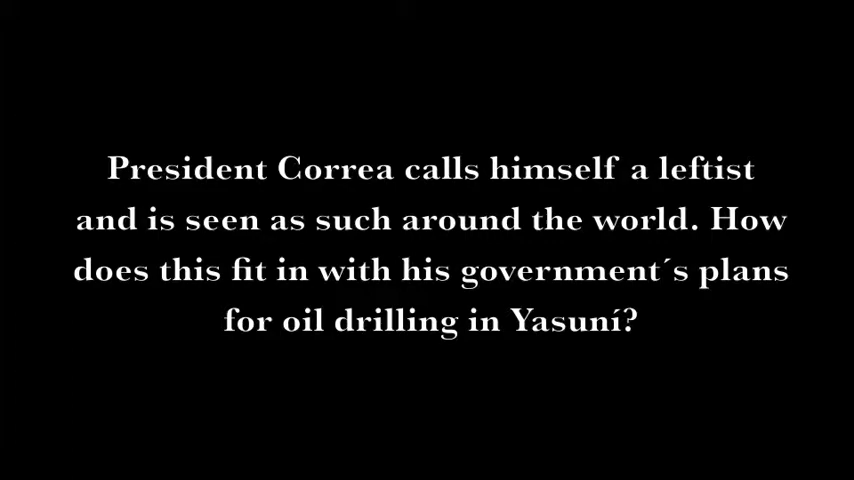 President Correa calls himself a leftist
and is seen as such around the world. How
does this fit in with his government´s plans
for oil drilling in Yasuní?